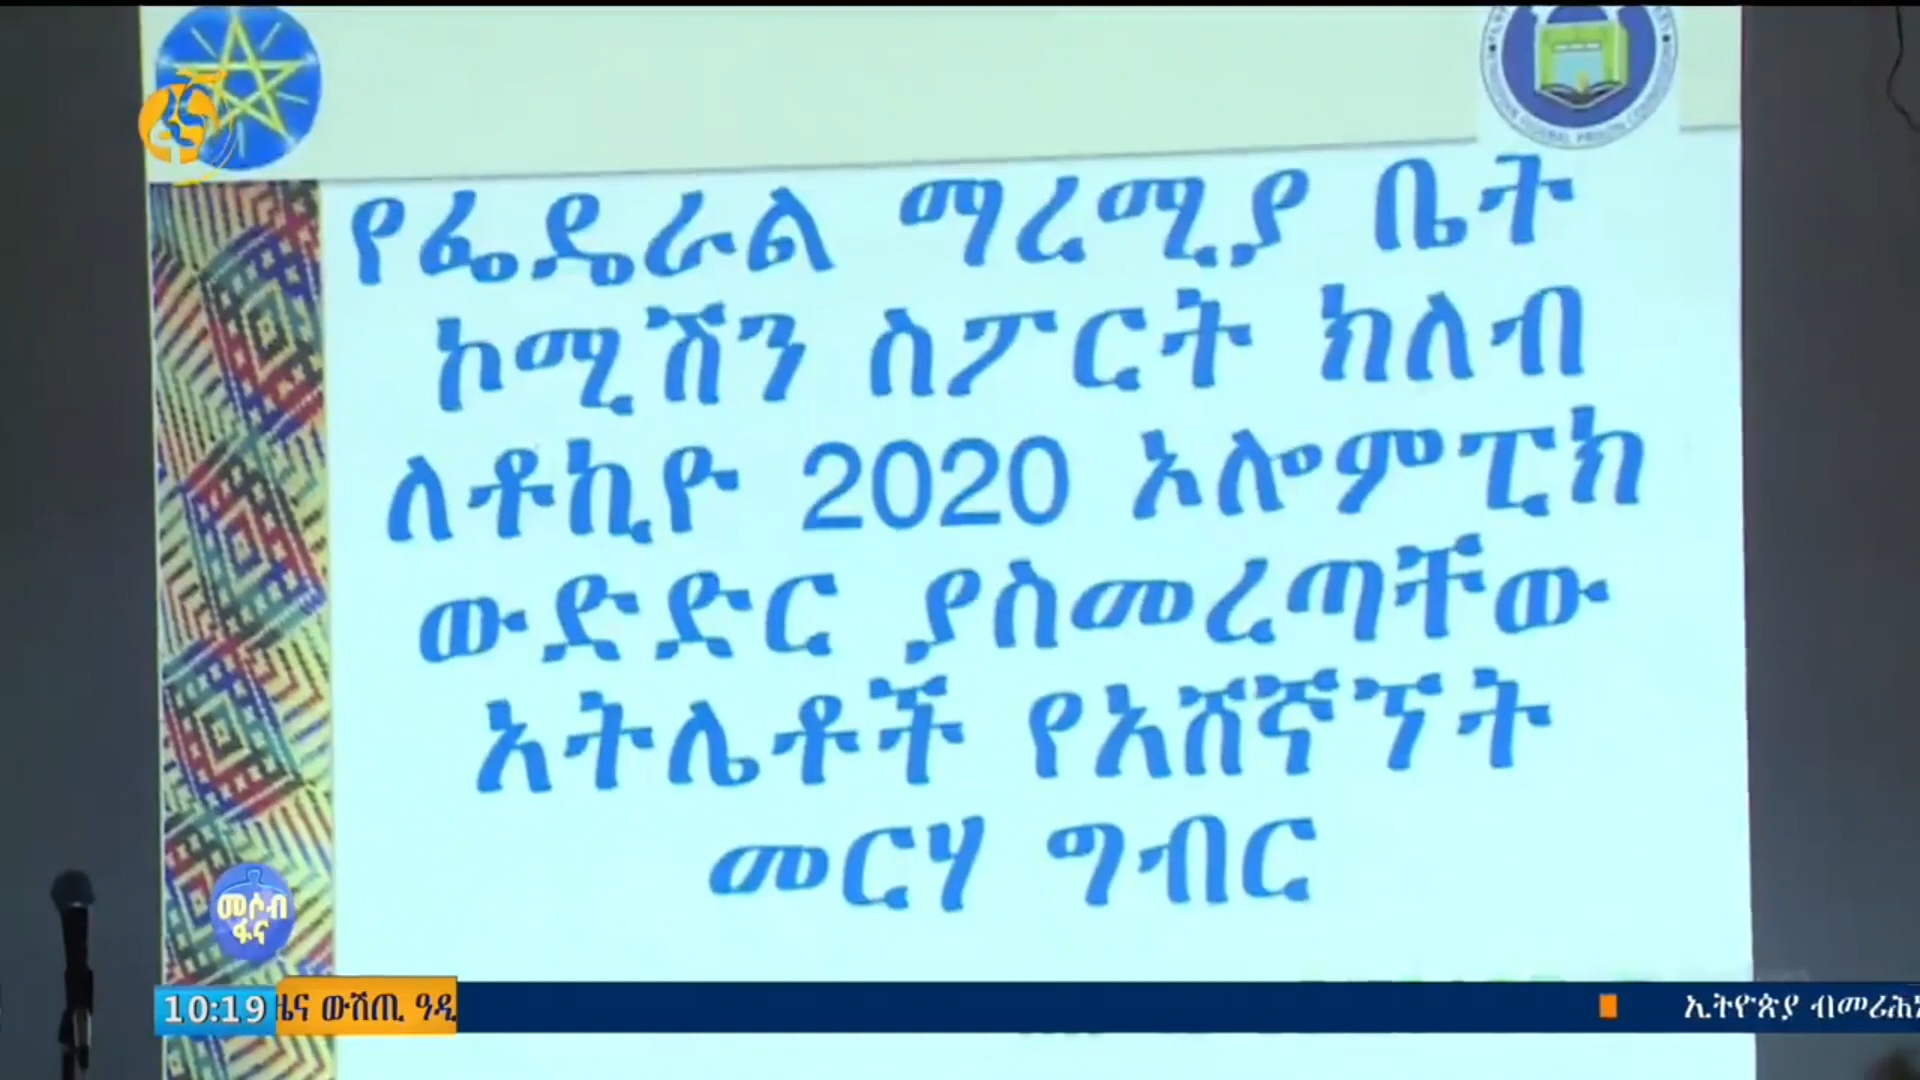 የፌዴራል ማረሚያ ቤት
ኮሚሽን ስፖርት ክለብ
ለቶኪዮ 2020 ኦሎምፒክ
ውድድር ያስመረጣቸው
አትሌቶች የአሸኛኘት
መርሃ ግብር
መሶብ
ፋና
10:19
ዜና ውሽጢ ዓዲ
ኢትዮጵያ